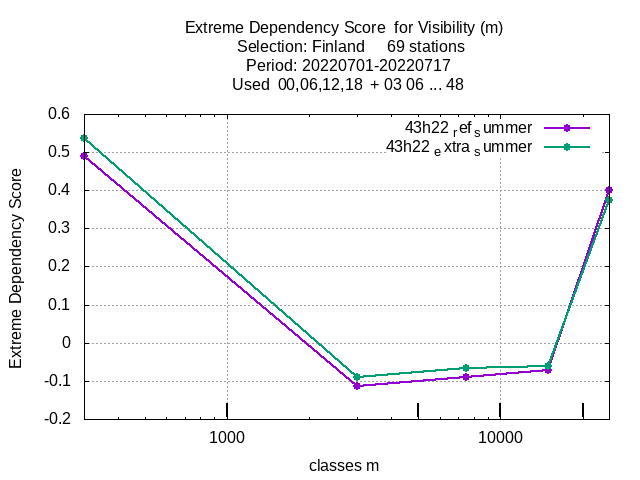 Extreme Dependency Score  for Visibility (m)
Selection: Finland     69 stations
Period: 20220701-20220717
Used  00,06,12,18  + 03 06 ... 48
0.6
0.5
0.4
0.3
0.2
0.1
0
-0.1
-0.2
Extreme Dependency Score
43h22 ref summer
43h22 extra summer
1000
10000
classes m